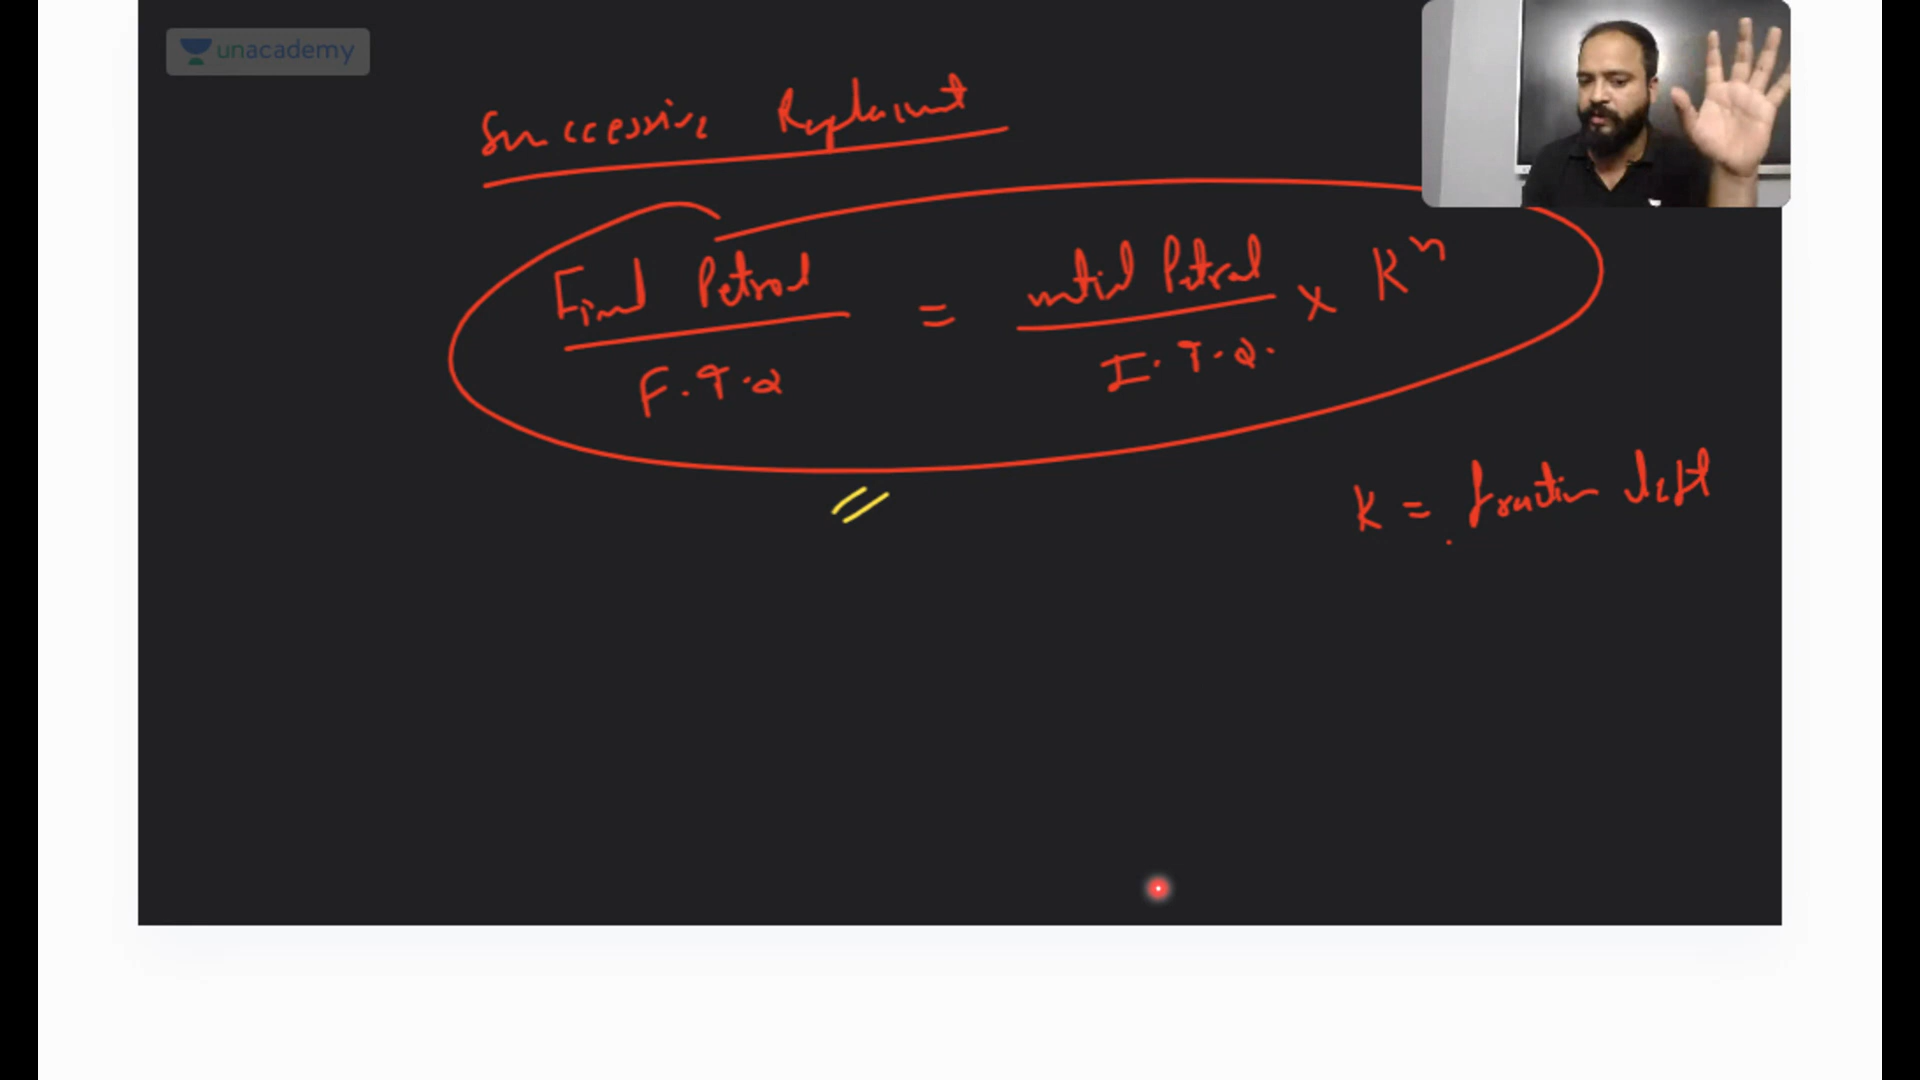 unacademy
Successive Replacement
Final Petrol / F.T.Q = initial Petrol / I.T.Q. × K^n
K = fraction left